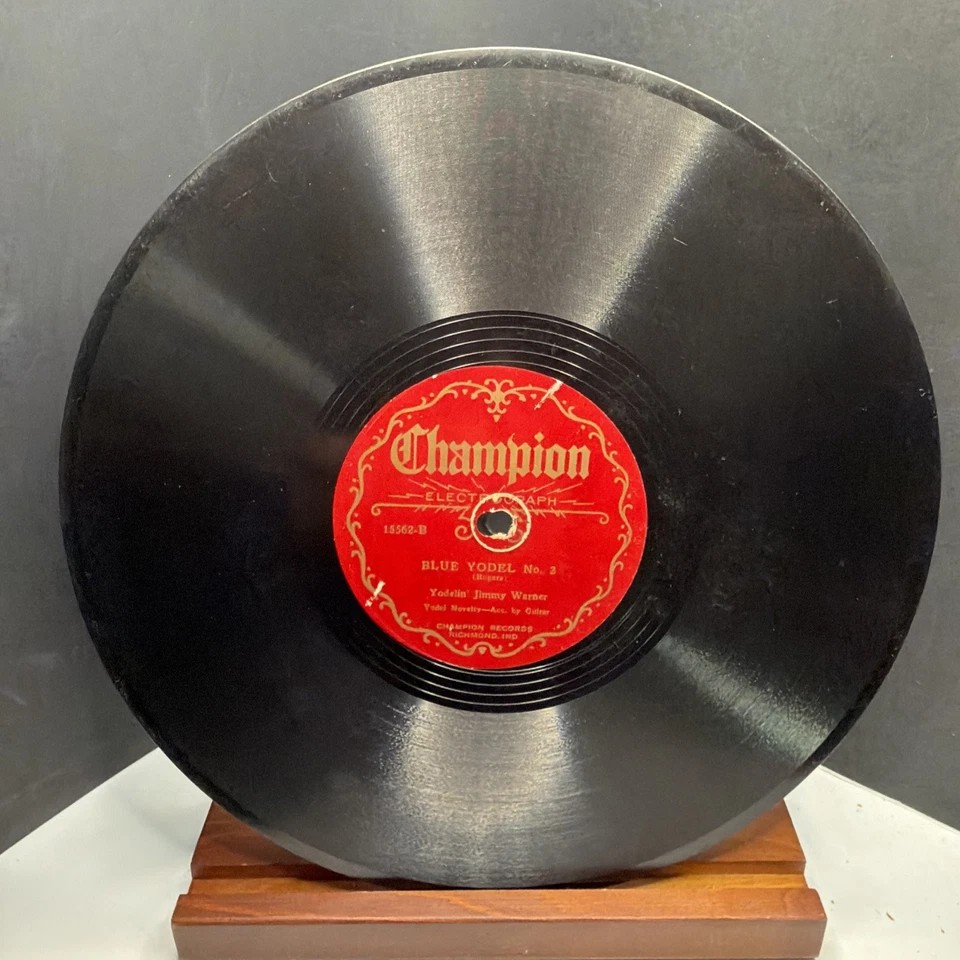 Champion
ELECTROGRAPH
15562-B
BLUE YODEL No. 2
(Rogers)
Yodelin' Jimmy Warner
Yodel Novelty—Acc. by Guitar
CHAMPION RECORDS
RICHMOND, IND